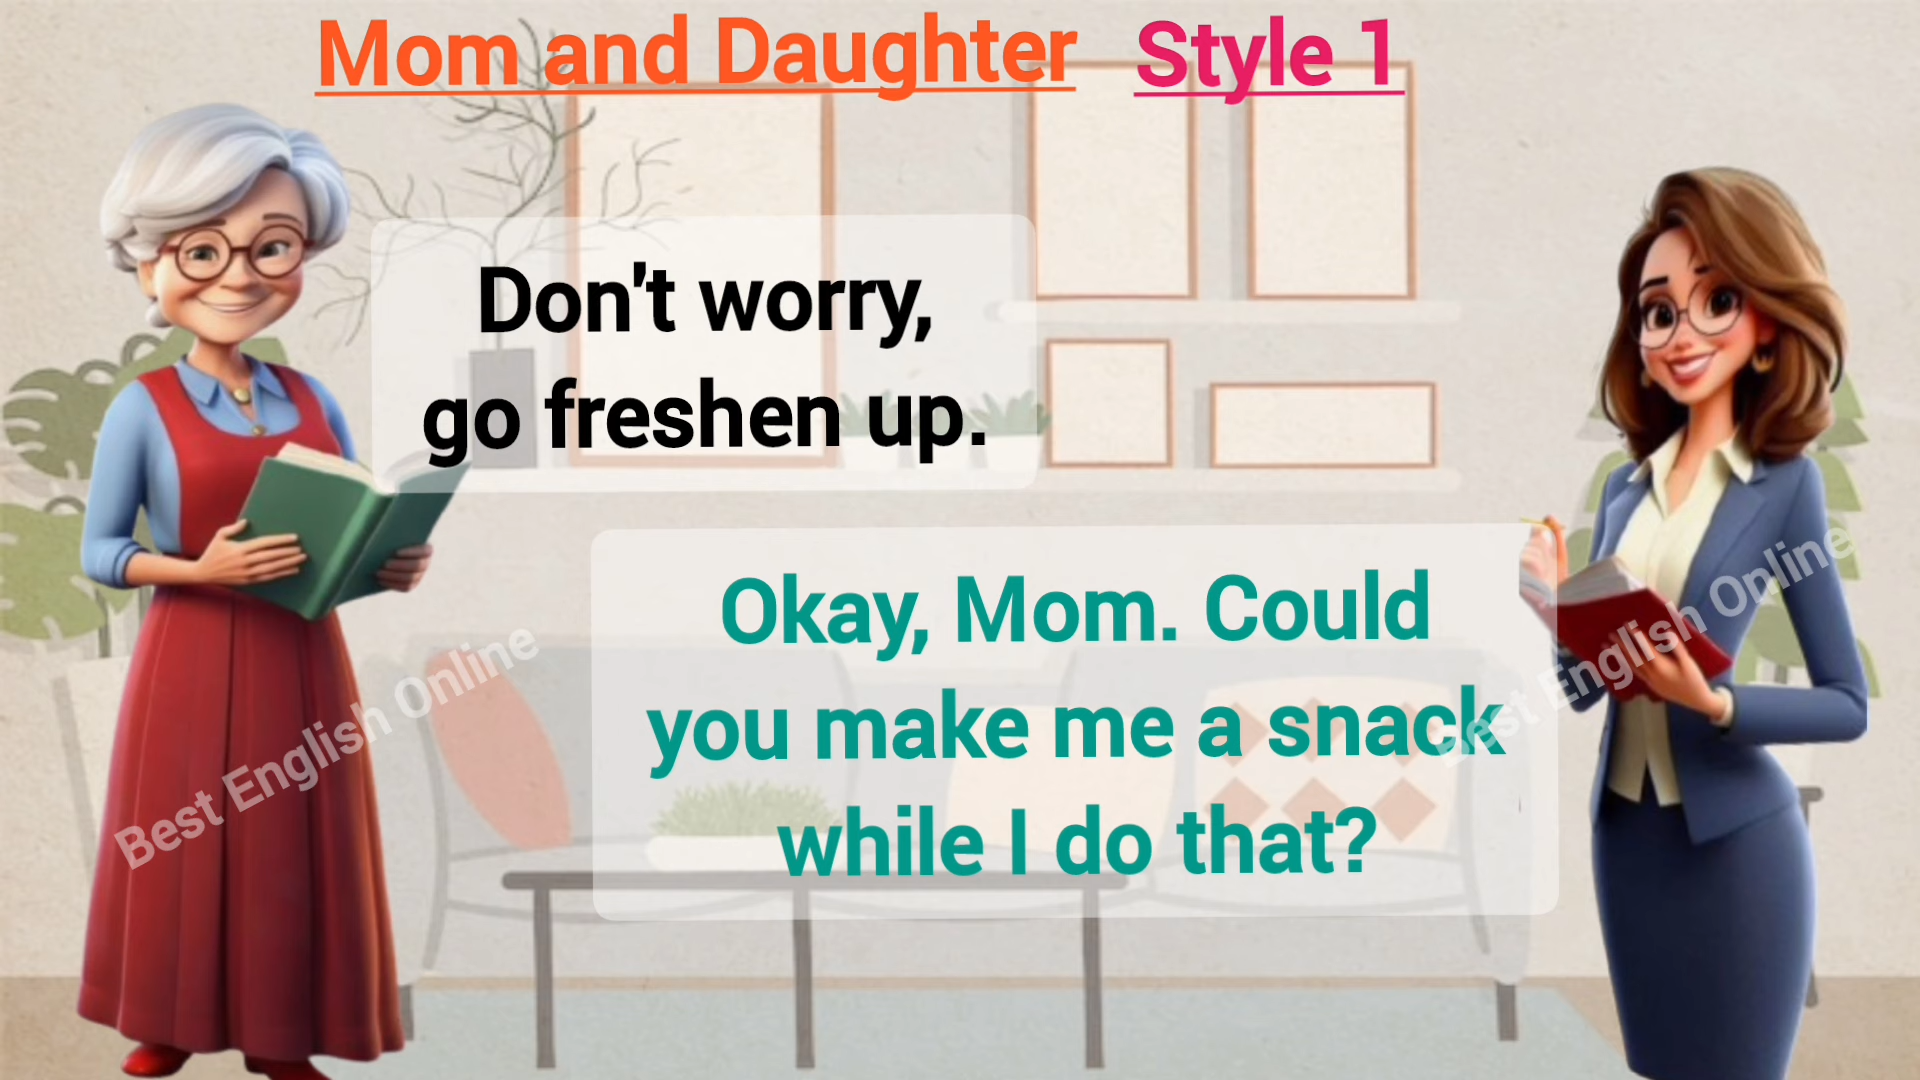 Mom and Daughter Style 1
Don't worry,
go freshen up.
Okay, Mom. Could
you make me a snack
while I do that?
Best English Online
Best English Online